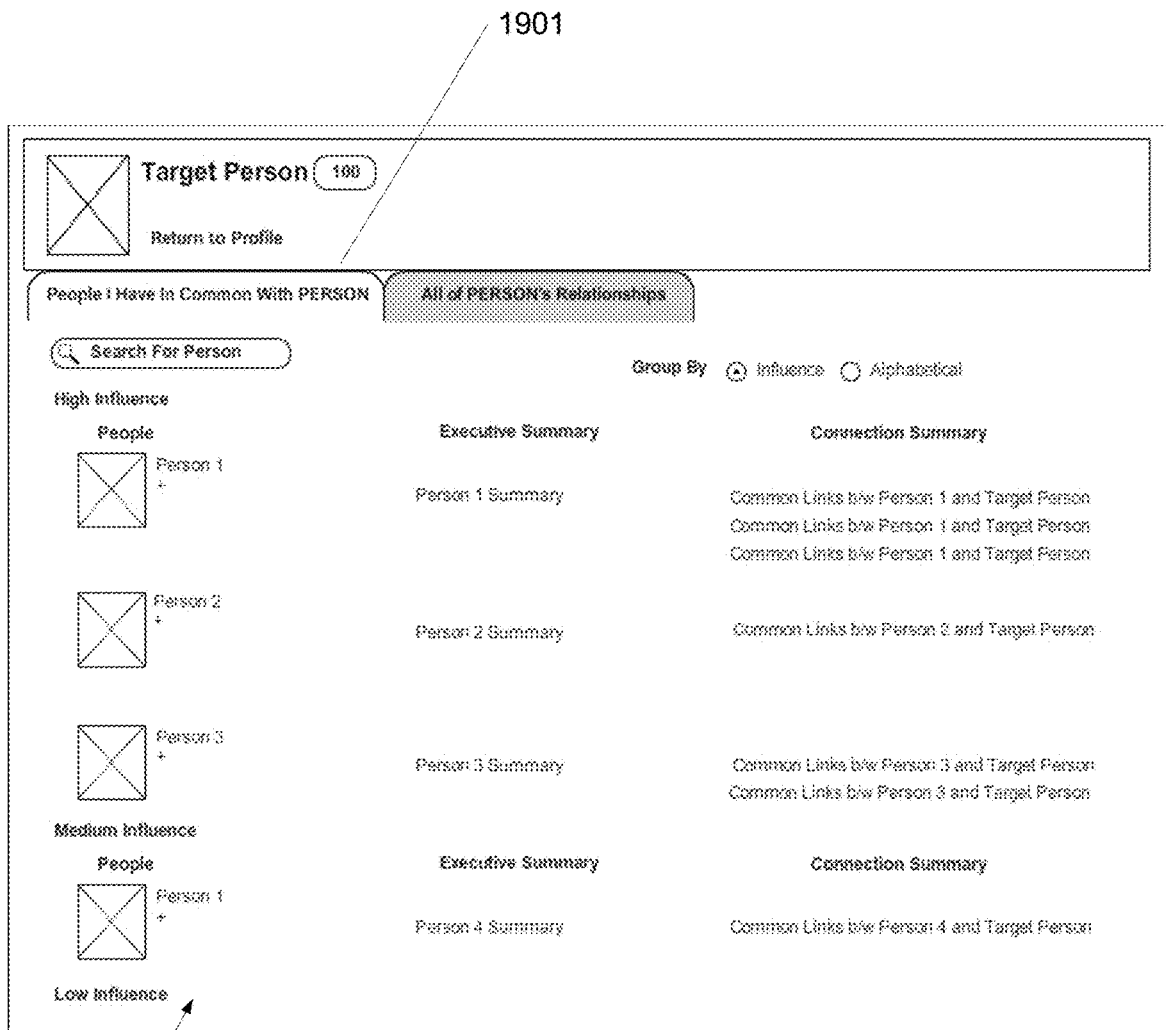 1901
Target Person 100
Return to Profile
People I Have In Common With PERSON All of PERSON's Relationships
Search For Person
Group By Influence Alphabetical
High Influence
People Executive Summary Connection Summary
Person 1
+
Person 1 Summary Common Links b/w Person 1 and Target Person
Common Links b/w Person 1 and Target Person
Common Links b/w Person 1 and Target Person
Person 2
+
Person 2 Summary Common Links b/w Person 2 and Target Person
Person 3
+
Person 3 Summary Common Links b/w Person 3 and Target Person
Common Links b/w Person 3 and Target Person
Medium Influence
People Executive Summary Connection Summary
Person 1
+
Person 4 Summary Common Links b/w Person 4 and Target Person
Low Influence